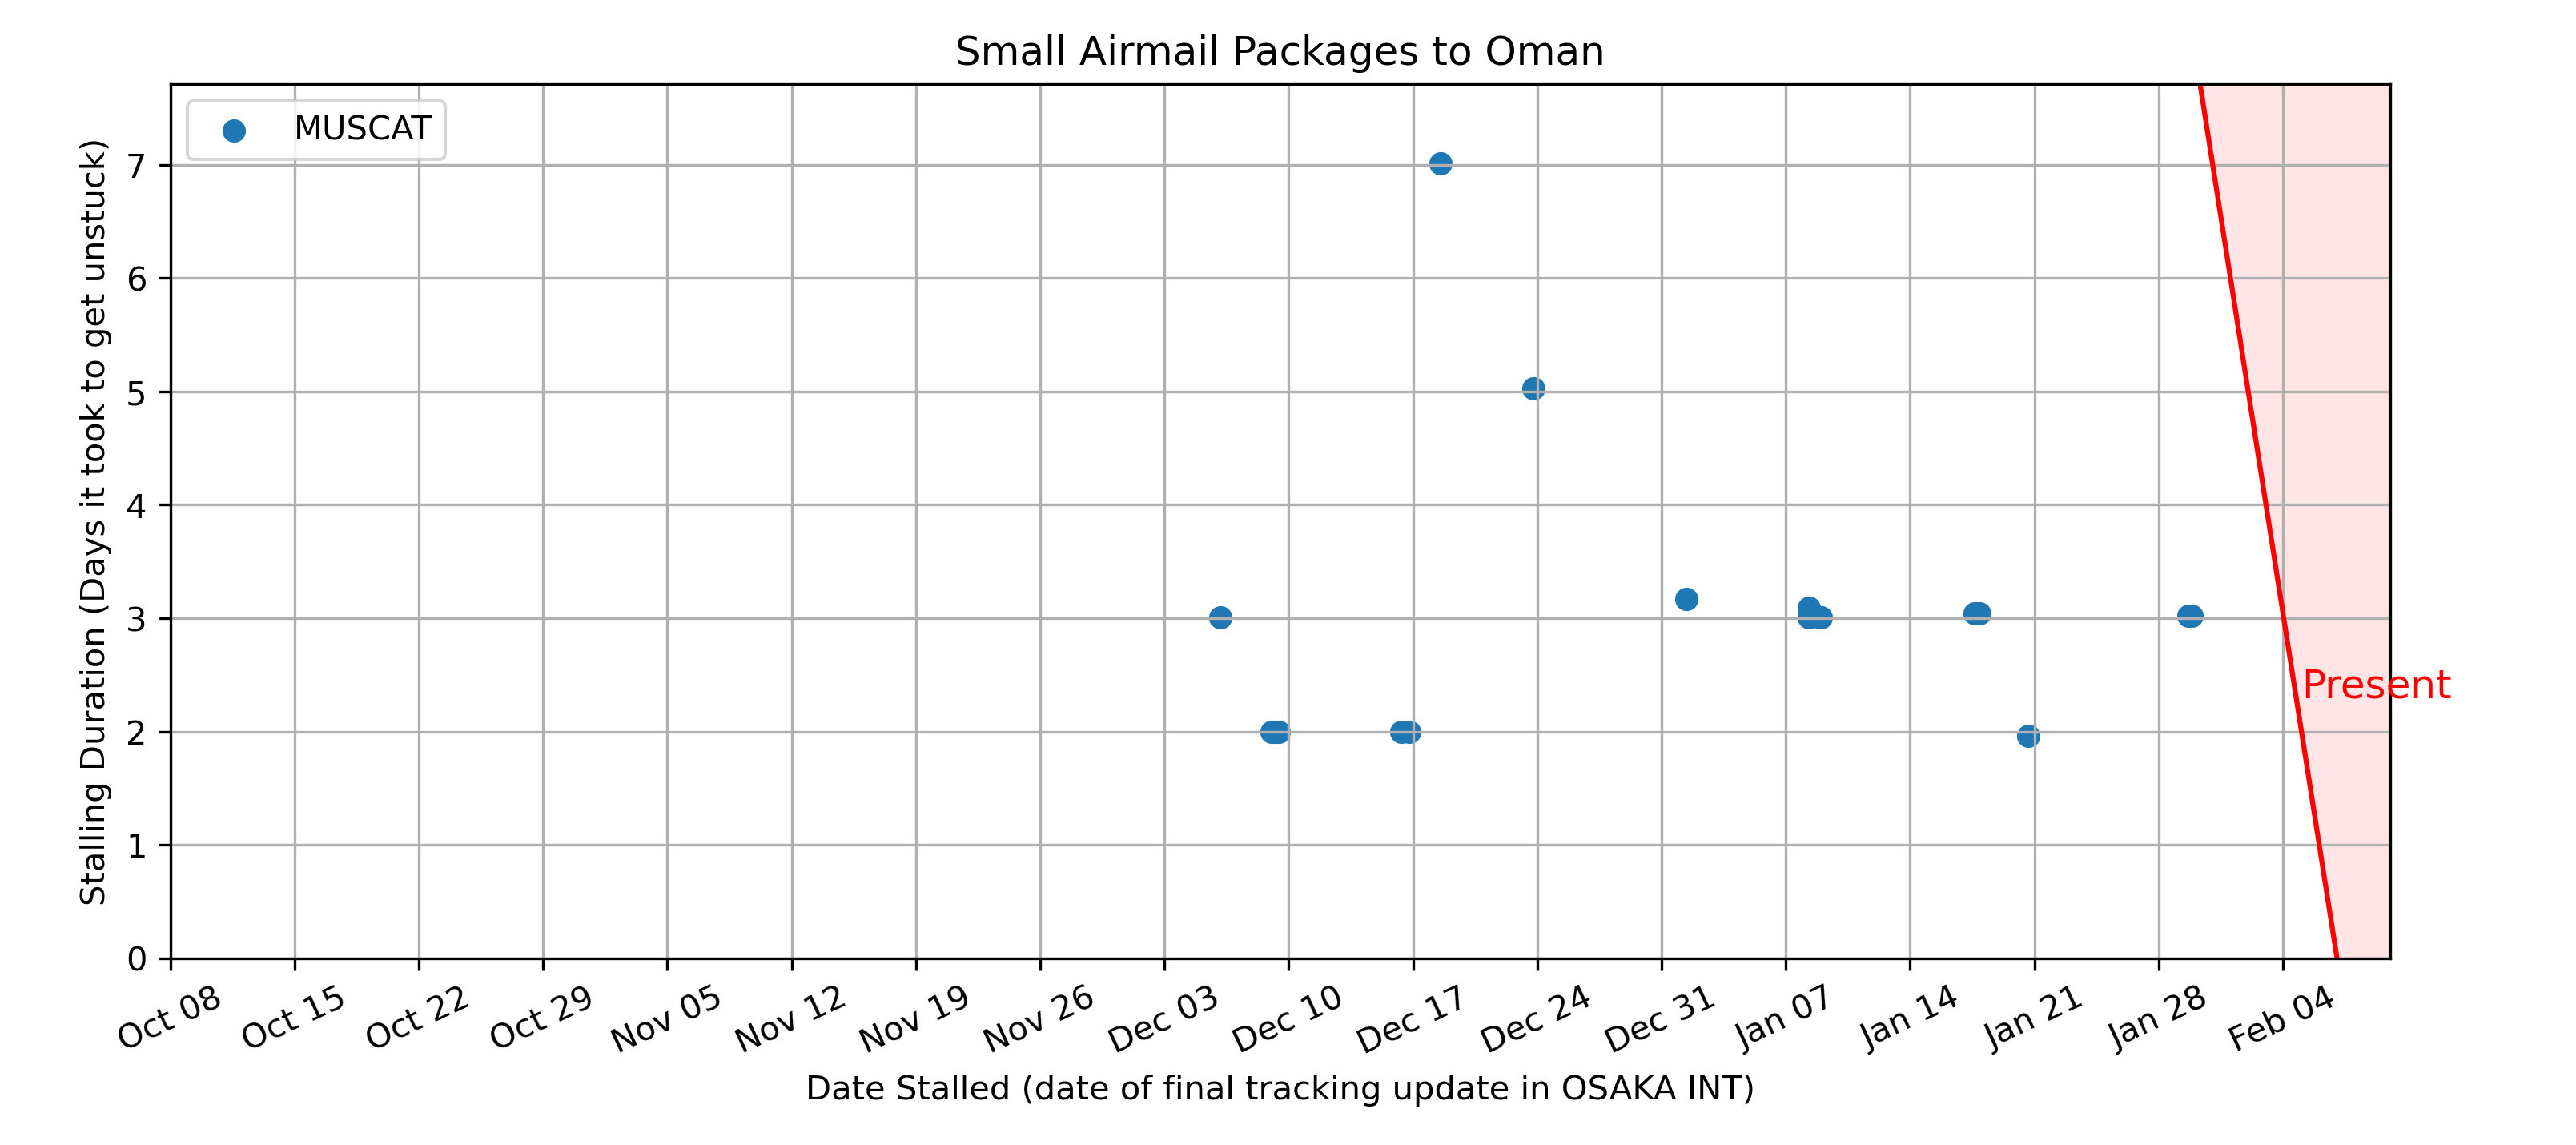 Small Airmail Packages to Oman
MUSCAT
Stalling Duration (Days it took to get unstuck)
7
6
5
4
3
2
1
0
Present
Oct 08
Oct 15
Oct 22
Oct 29
Nov 05
Nov 12
Nov 19
Nov 26
Dec 03
Dec 10
Dec 17
Dec 24
Dec 31
Jan 07
Jan 14
Jan 21
Jan 28
Feb 04
Date Stalled (date of final tracking update in OSAKA INT)